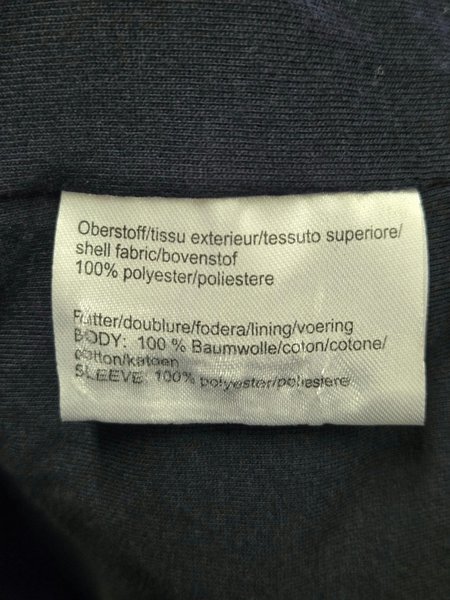 Oberstoff/tissu exterieur/tessuto superiore/
shell fabric/bovenstof
100% polyester/poliestere
Futter/doublure/fodera/lining/voering
BODY: 100 % Baumwolle/coton/cotone/
cotton/katoen
SLEEVE: 100% polyester/poliestere